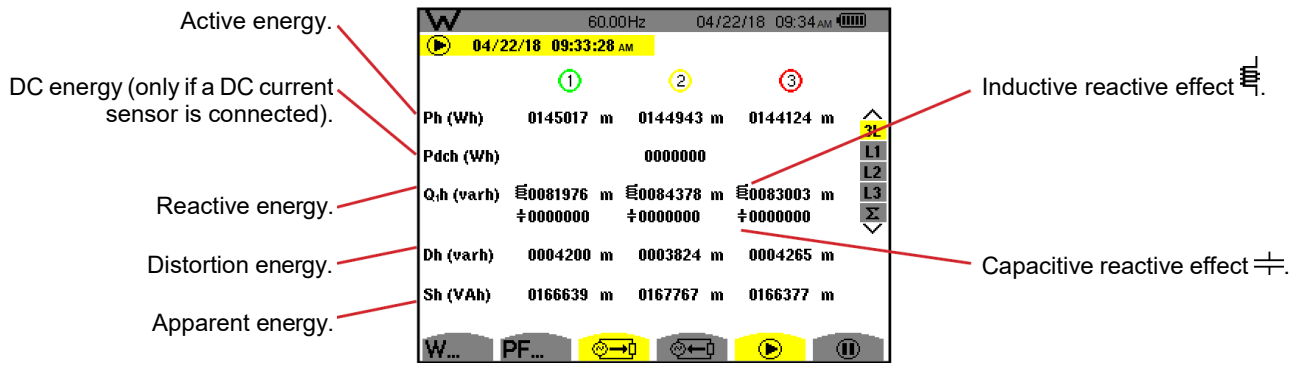 Active energy.
DC energy (only if a DC current
sensor is connected).
Reactive energy.
Distortion energy.
Apparent energy.
W 60.00Hz 04/22/18 09:34 AM
04/22/18 09:33:28 AM
1 2 3
Ph (Wh) 0145017 m 0144943 m 0144124 m
Pdch (Wh) 0000000
Q₁h (varh) 0081976 m 0084378 m 0083003 m
0000000 0000000 0000000
Dh (varh) 0004200 m 0003824 m 0004265 m
Sh (VAh) 0166639 m 0167767 m 0166377 m
3L
L1
L2
L3
Σ
W... PF...
Inductive reactive effect .
Capacitive reactive effect .